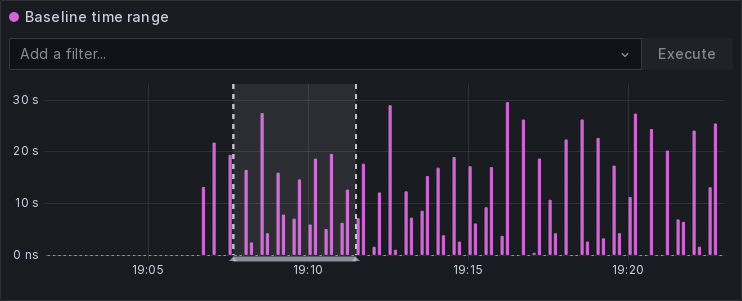 Baseline time range
Add a filter...
Execute
30 s
20 s
10 s
0 ns
19:05 19:10 19:15 19:20